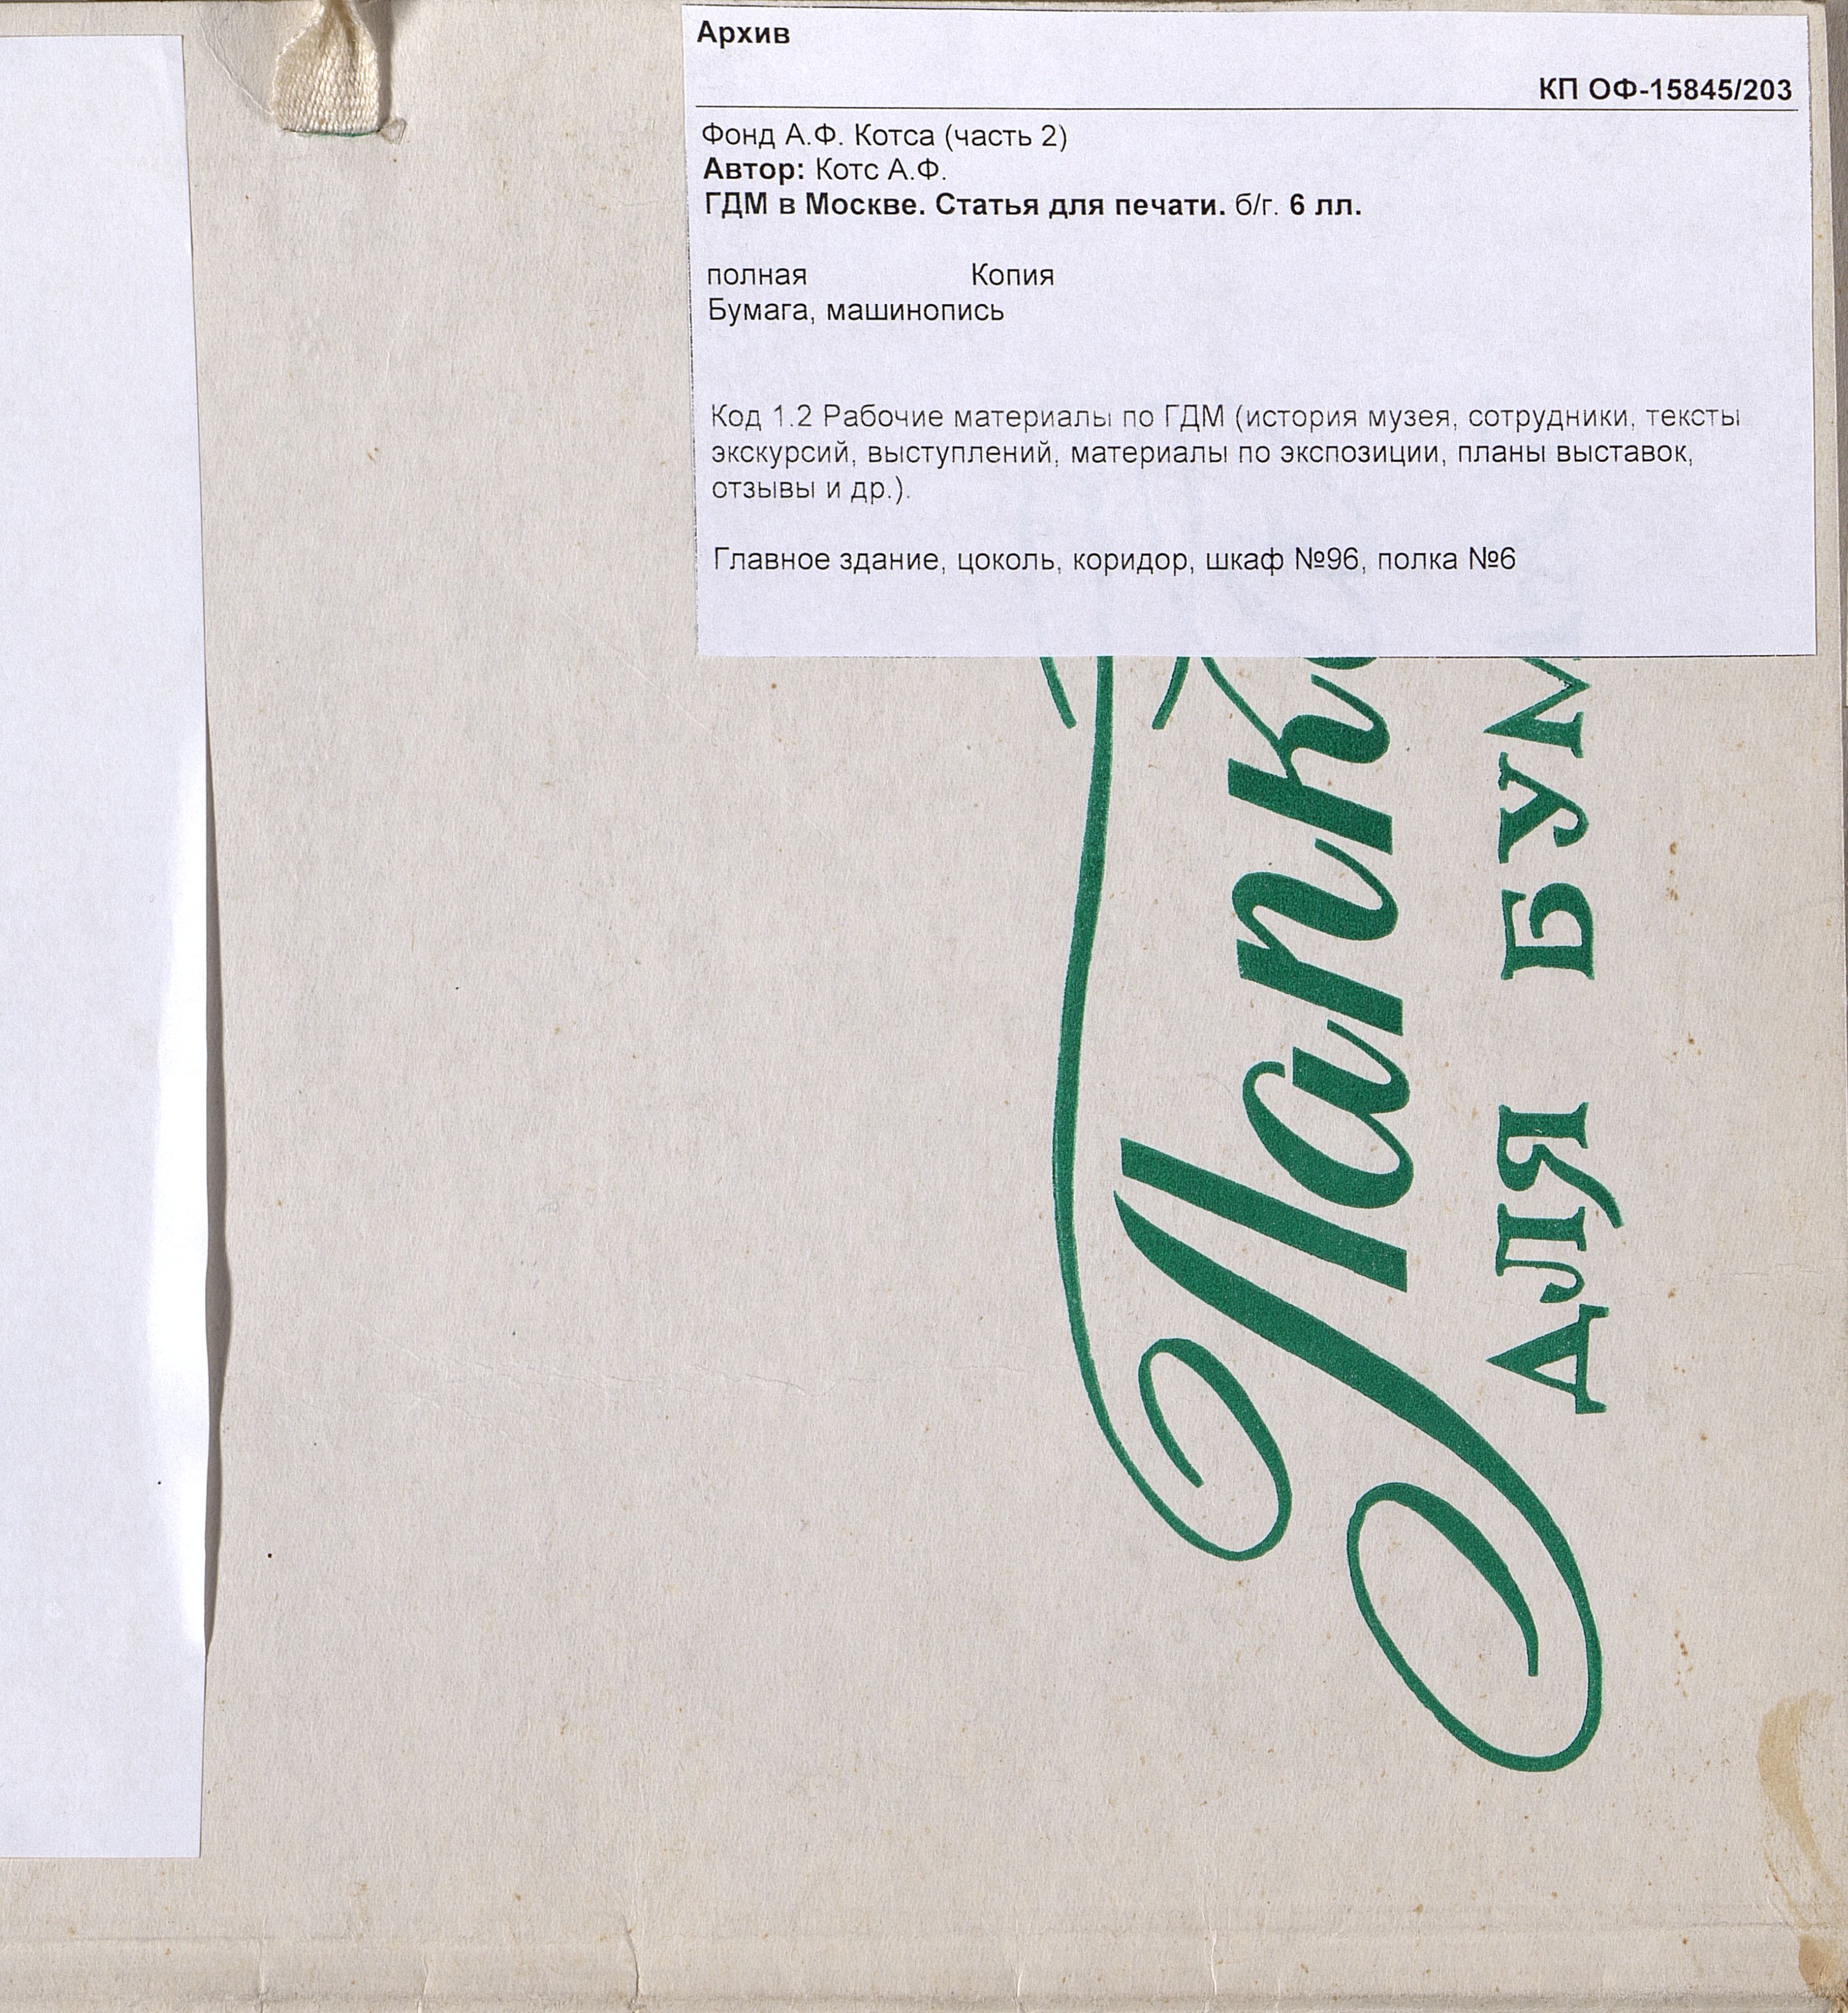 Архив
КП ОФ-15845/203
Фонд А.Ф. Котса (часть 2)
Автор: Котс А.Ф.
ГДМ в Москве. Статья для печати. б/г. 6 лл.
полная Копия
Бумага, машинопись
Код 1.2 Рабочие материалы по ГДМ (история музея, сотрудники, тексты
экскурсий, выступлений, материалы по экспозиции, планы выставок,
отзывы и др.).
Главное здание, цоколь, коридор, шкаф №96, полка №6
Папка
ДЛЯ БУМ